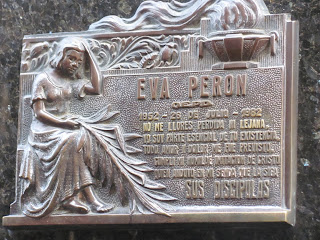 EVA PERON
1952 - 26 DE JULIO - 1982
NO ME LLORES PERDIDA NI LEJANA
YO SOY PARTE ESENCIAL DE TU EXISTENCIA
TODO AMOR Y DOLOR ME FUE PREVISTO
CUMPLI MI HUMILDE IMITACION DE CRISTO
QUIEN ANDUVO EN MI SENDA QUE LA SIGA
SUS DISCIPULAS